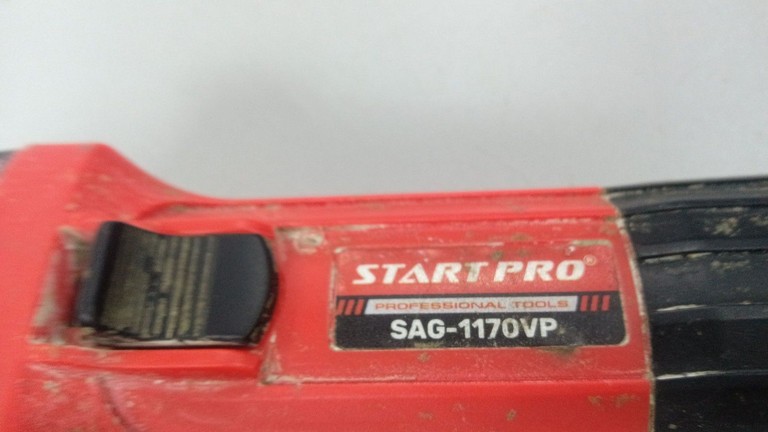 START PRO®
PROFESSIONAL TOOLS
SAG-1170VP